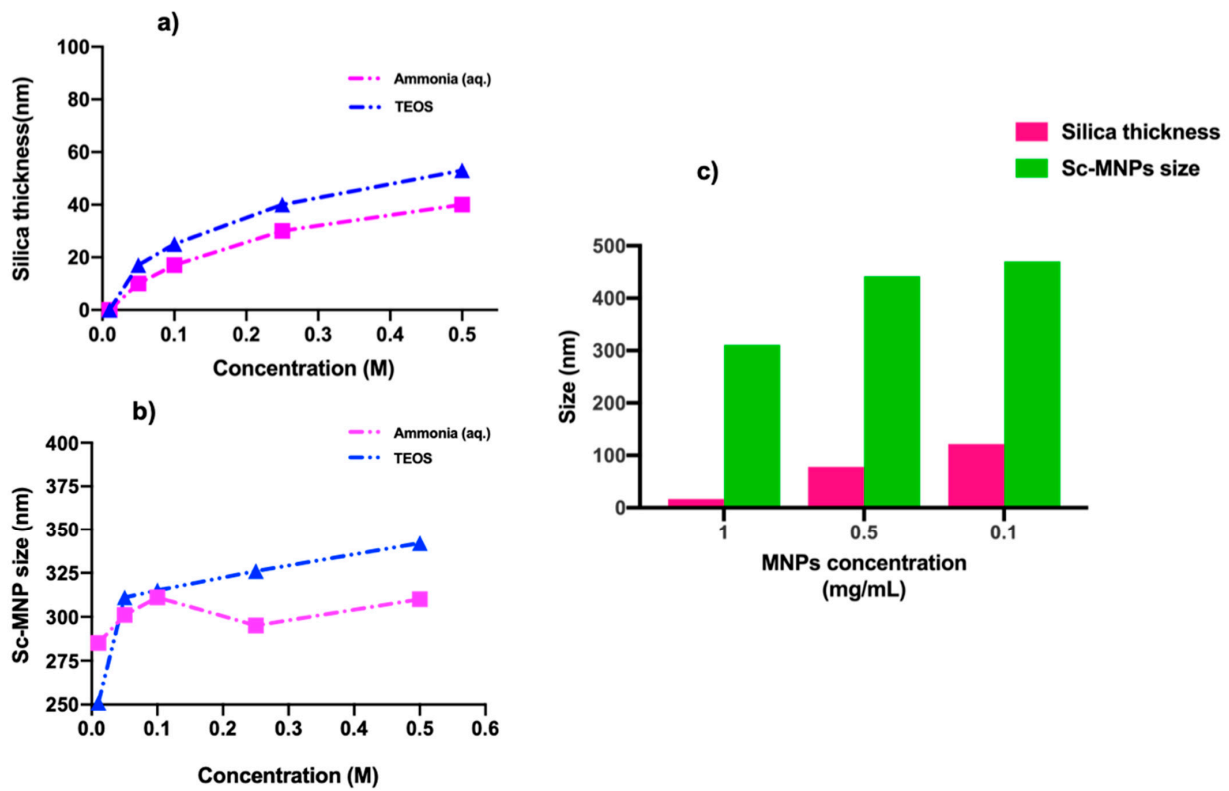 a)
100
80
60
40
20
0
Silica thickness(nm)
Ammonia (aq.)
TEOS
0.0 0.1 0.2 0.3 0.4 0.5
Concentration (M)
b)
400
375
350
325
300
275
250
Sc-MNP size (nm)
Ammonia (aq.)
TEOS
0.0 0.1 0.2 0.3 0.4 0.5 0.6
Concentration (M)
c)
Silica thickness
Sc-MNPs size
500
400
300
200
100
0
Size (nm)
1 0.5 0.1
MNPs concentration
(mg/mL)